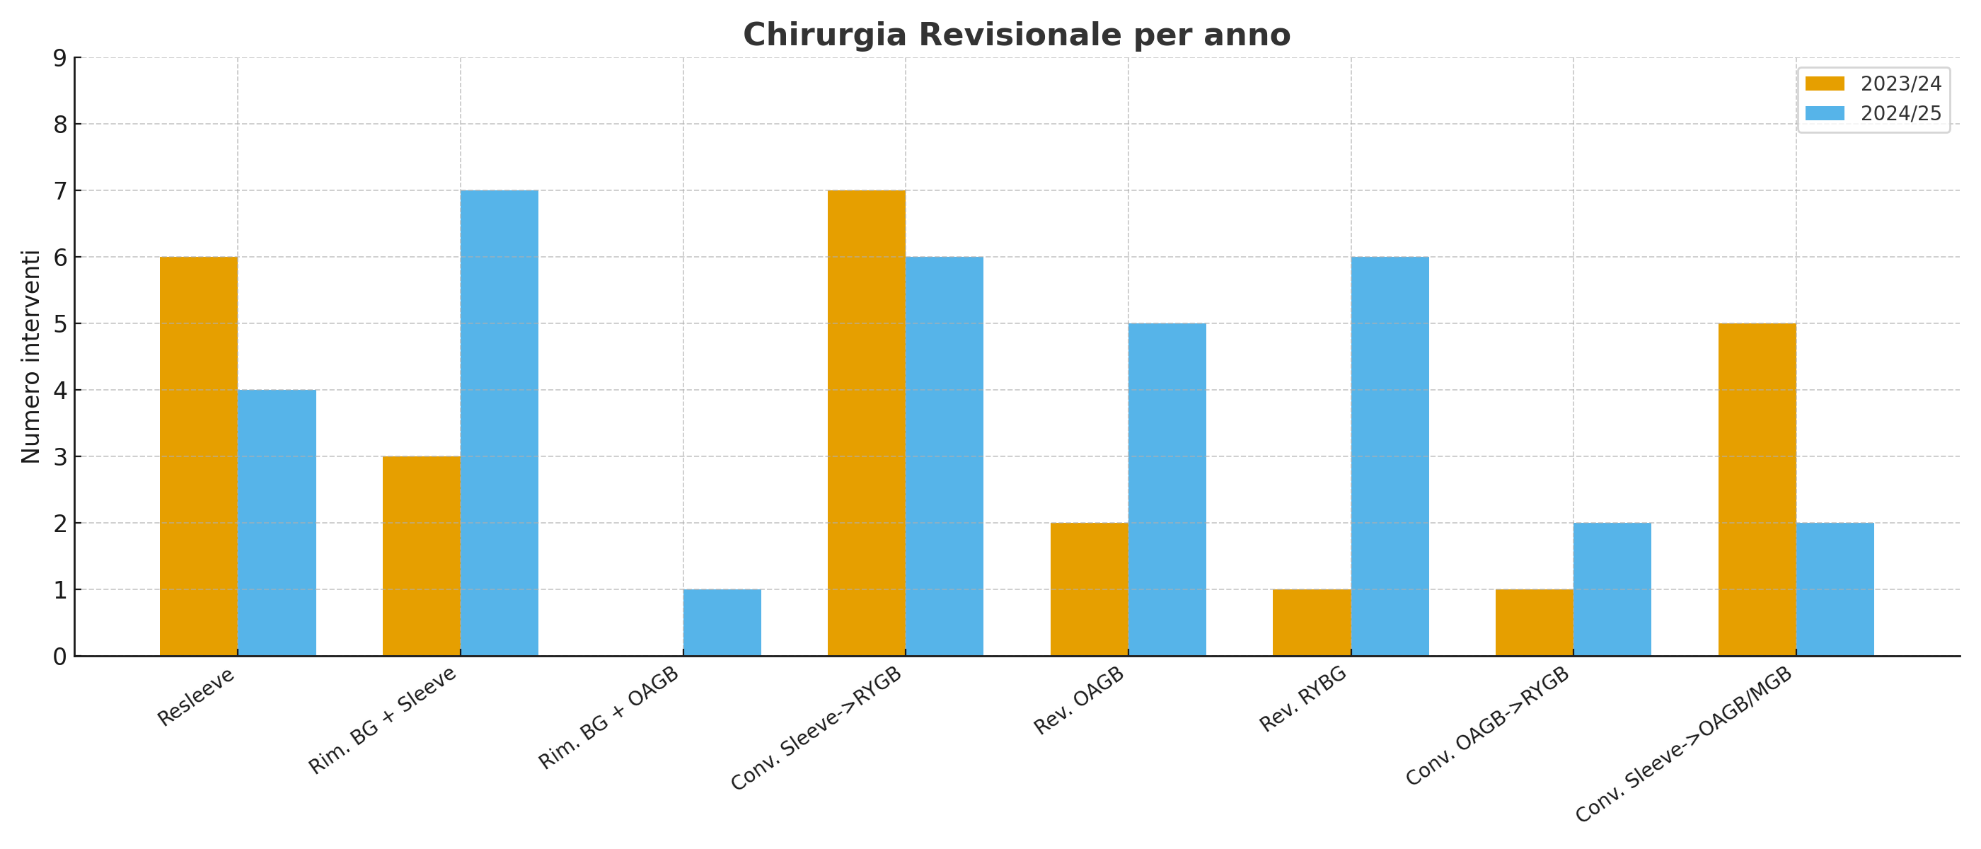 Chirurgia Revisionale per anno
2023/24
2024/25
Numero interventi
9
8
7
6
5
4
3
2
1
0
Resleeve
Rim. BG + Sleeve
Rim. BG + OAGB
Conv. Sleeve->RYGB
Rev. OAGB
Rev. RYBG
Conv. OAGB->RYGB
Conv. Sleeve->OAGB/MGB